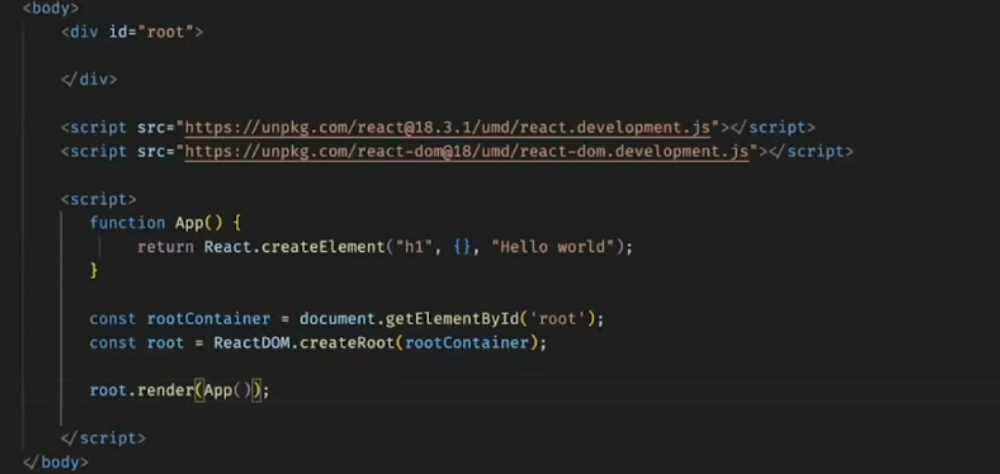 <body>
<div id="root">
</div>
<script src="https://unpkg.com/react@18.3.1/umd/react.development.js"></script>
<script src="https://unpkg.com/react-dom@18/umd/react-dom.development.js"></script>
<script>
function App() {
return React.createElement("h1", {}, "Hello world");
}
const rootContainer = document.getElementById('root');
const root = ReactDOM.createRoot(rootContainer);
root.render(App());
</script>
</body>